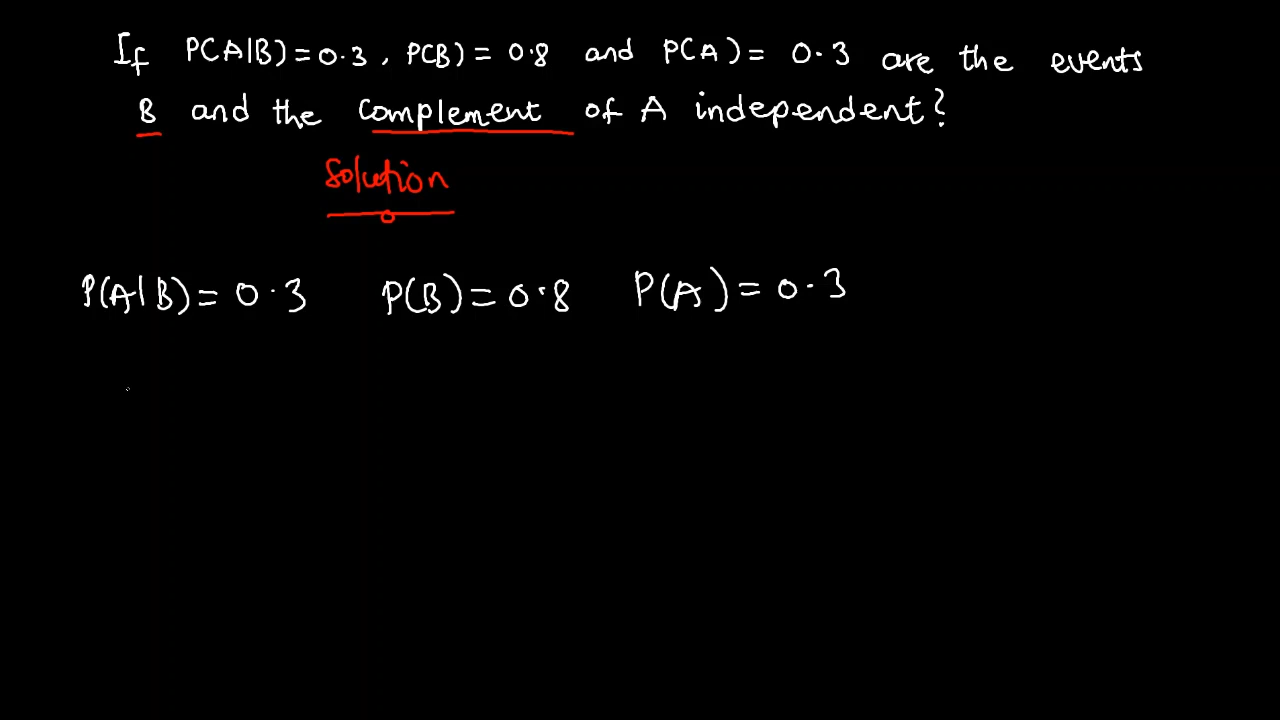 If P(A|B) = 0.3, P(B) = 0.8 and P(A) = 0.3 are the events
B and the complement of A independent?
Solution
P(A|B) = 0.3 P(B) = 0.8 P(A) = 0.3